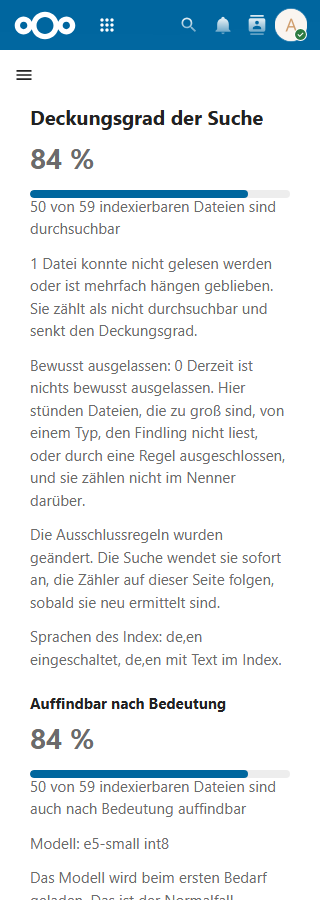 A
Deckungsgrad der Suche
84 %
50 von 59 indexierbaren Dateien sind
durchsuchbar
1 Datei konnte nicht gelesen werden
oder ist mehrfach hängen geblieben.
Sie zählt als nicht durchsuchbar und
senkt den Deckungsgrad.
Bewusst ausgelassen: 0 Derzeit ist
nichts bewusst ausgelassen. Hier
stünden Dateien, die zu groß sind, von
einem Typ, den Findling nicht liest,
oder durch eine Regel ausgeschlossen,
und sie zählen nicht im Nenner
darüber.
Die Ausschlussregeln wurden
geändert. Die Suche wendet sie sofort
an, die Zähler auf dieser Seite folgen,
sobald sie neu ermittelt sind.
Sprachen des Index: de,en
eingeschaltet, de,en mit Text im Index.
Auffindbar nach Bedeutung
84 %
50 von 59 indexierbaren Dateien sind
auch nach Bedeutung auffindbar
Modell: e5-small int8
Das Modell wird beim ersten Bedarf
geladen. Das ist der Normalfall